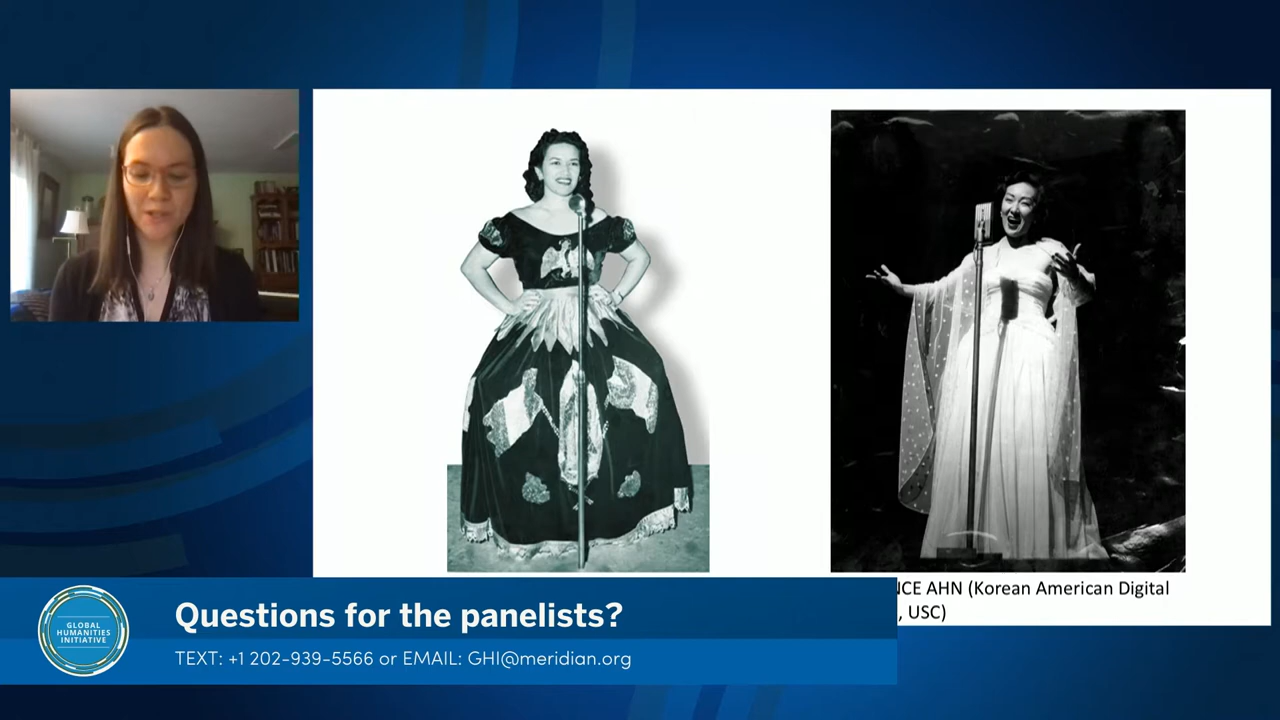 NCE AHN (Korean American Digital
, USC)
Questions for the panelists?
TEXT: +1 202-939-5566 or EMAIL: GHI@meridian.org
GLOBAL
HUMANITIES
INITIATIVE